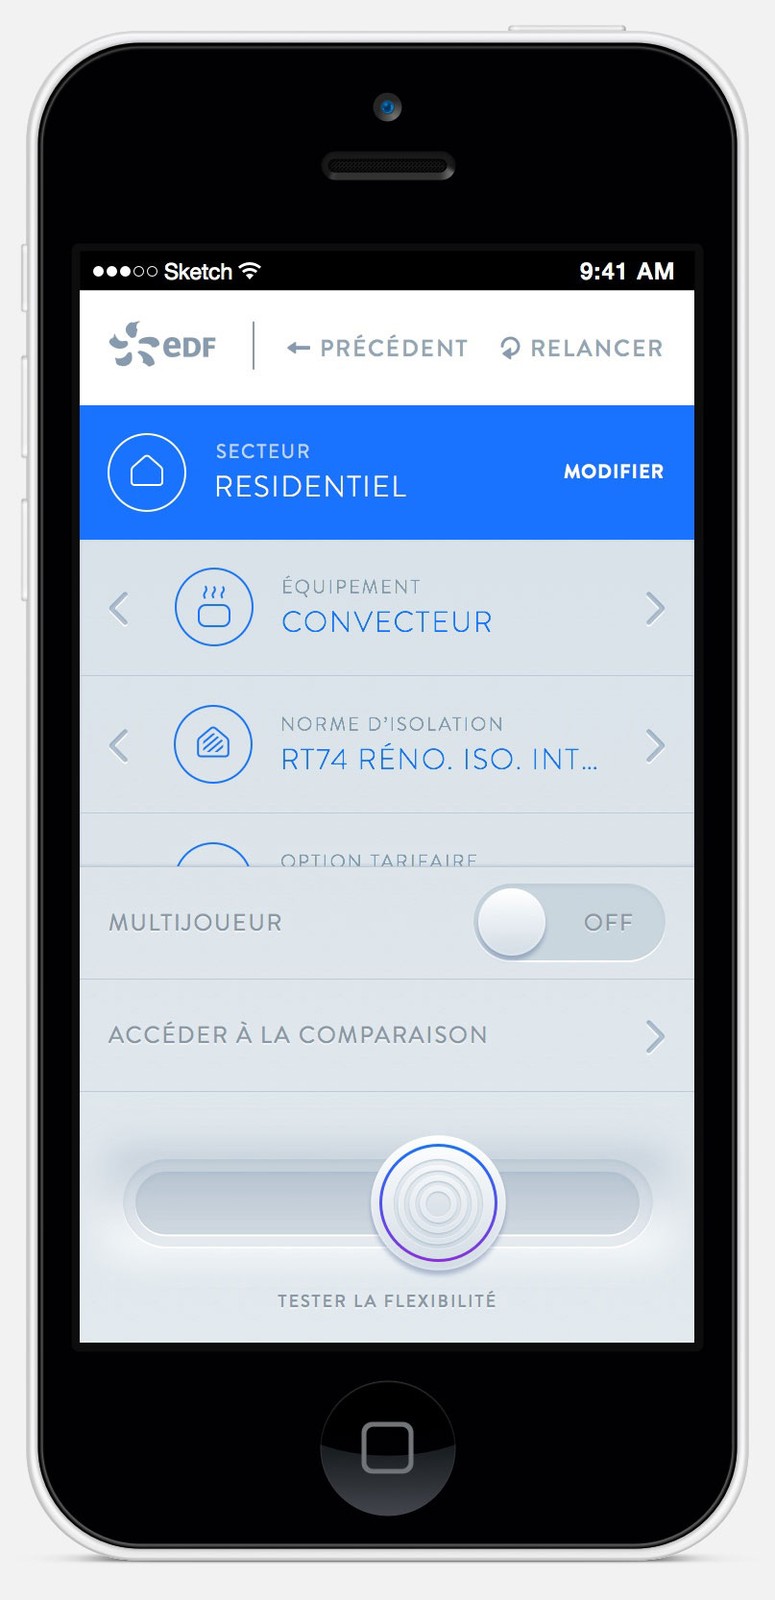 Sketch 9:41 AM
eDF PRÉCÉDENT RELANCER
SECTEUR
RESIDENTIEL
MODIFIER
ÉQUIPEMENT
CONVECTEUR
NORME D'ISOLATION
RT74 RÉNO. ISO. INT...
OPTION TARIFAIRE
MULTIJOUEUR OFF
ACCÉDER À LA COMPARAISON
TESTER LA FLEXIBILITÉ